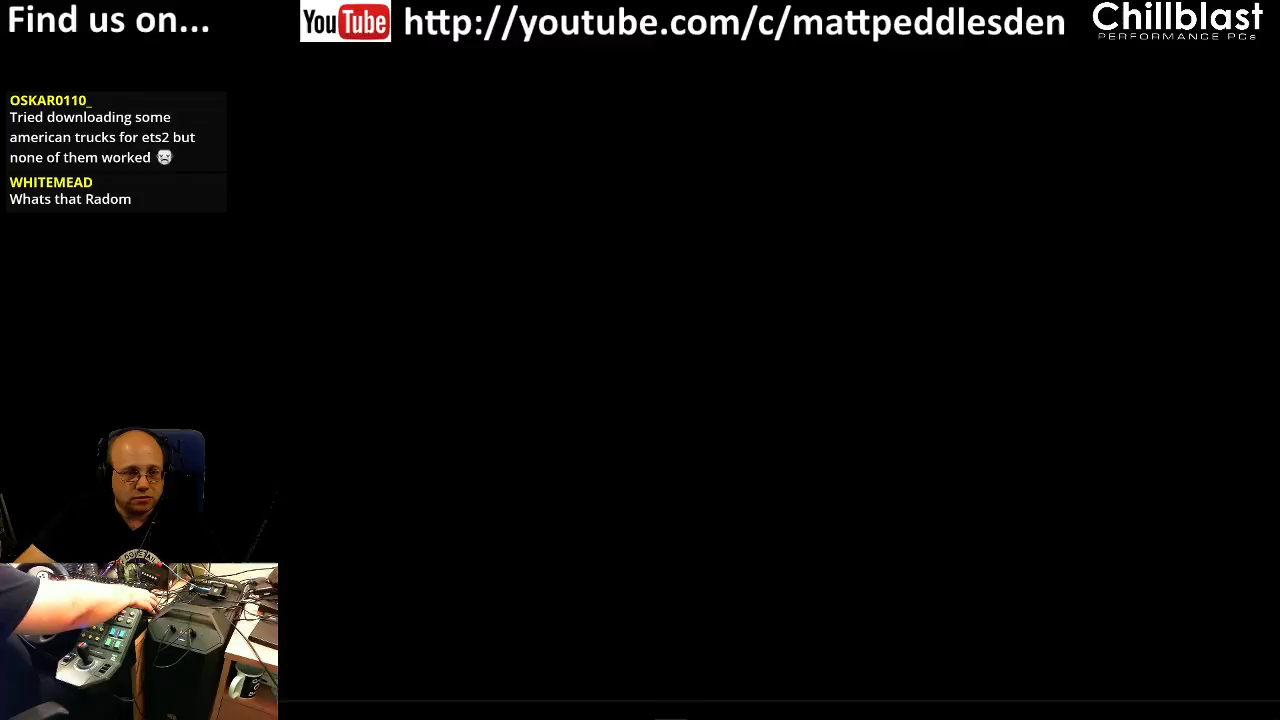 Find us on...
YouTube
http://youtube.com/c/mattpeddlesden
Chillblast
PERFORMANCE PCs
OSKAR0110_
Tried downloading some
american trucks for ets2 but
none of them worked
WHITEMEAD
Whats that Radom
DOVETAIL